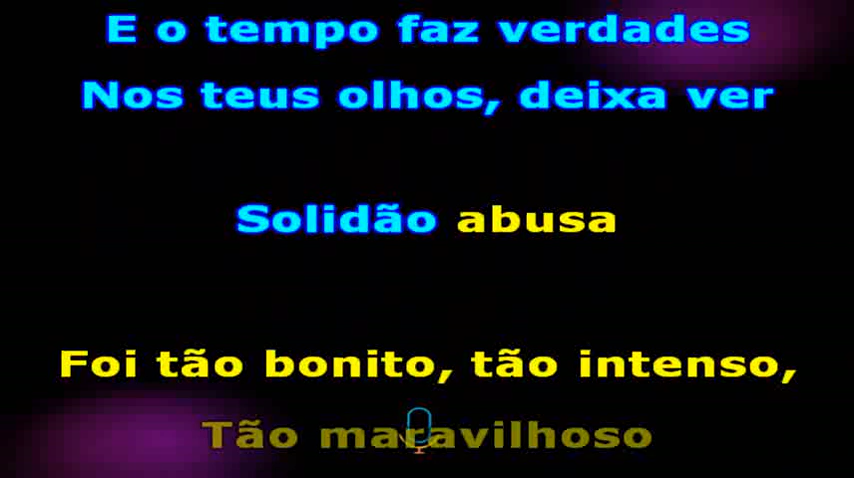 E o tempo faz verdades
Nos teus olhos, deixa ver
Solidão abusa
Foi tão bonito, tão intenso,
Tão maravilhoso